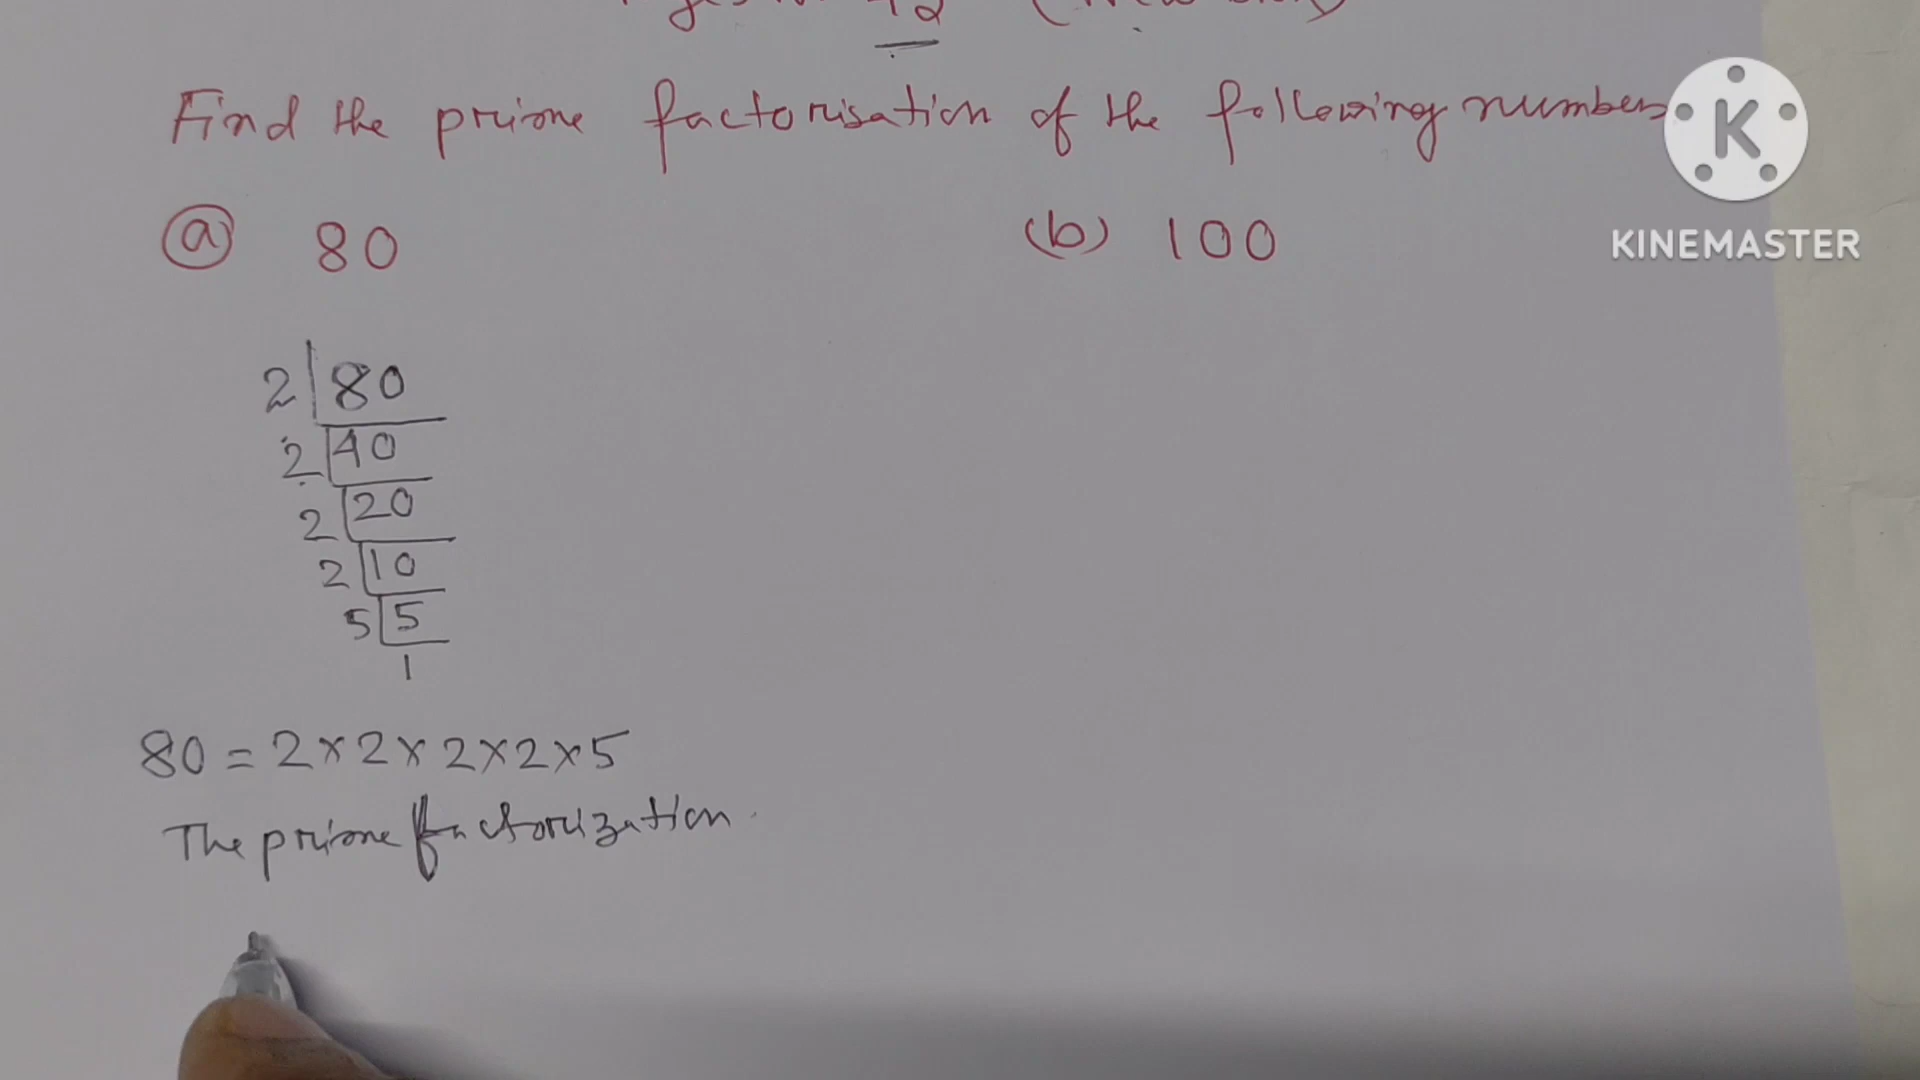 Find the prime factorisation of the following numbers
(a) 80 (b) 100
K
KINEMASTER
2 80
2 40
2 20
2 10
5 5
1
80 = 2 × 2 × 2 × 2 × 5
The prime factorization